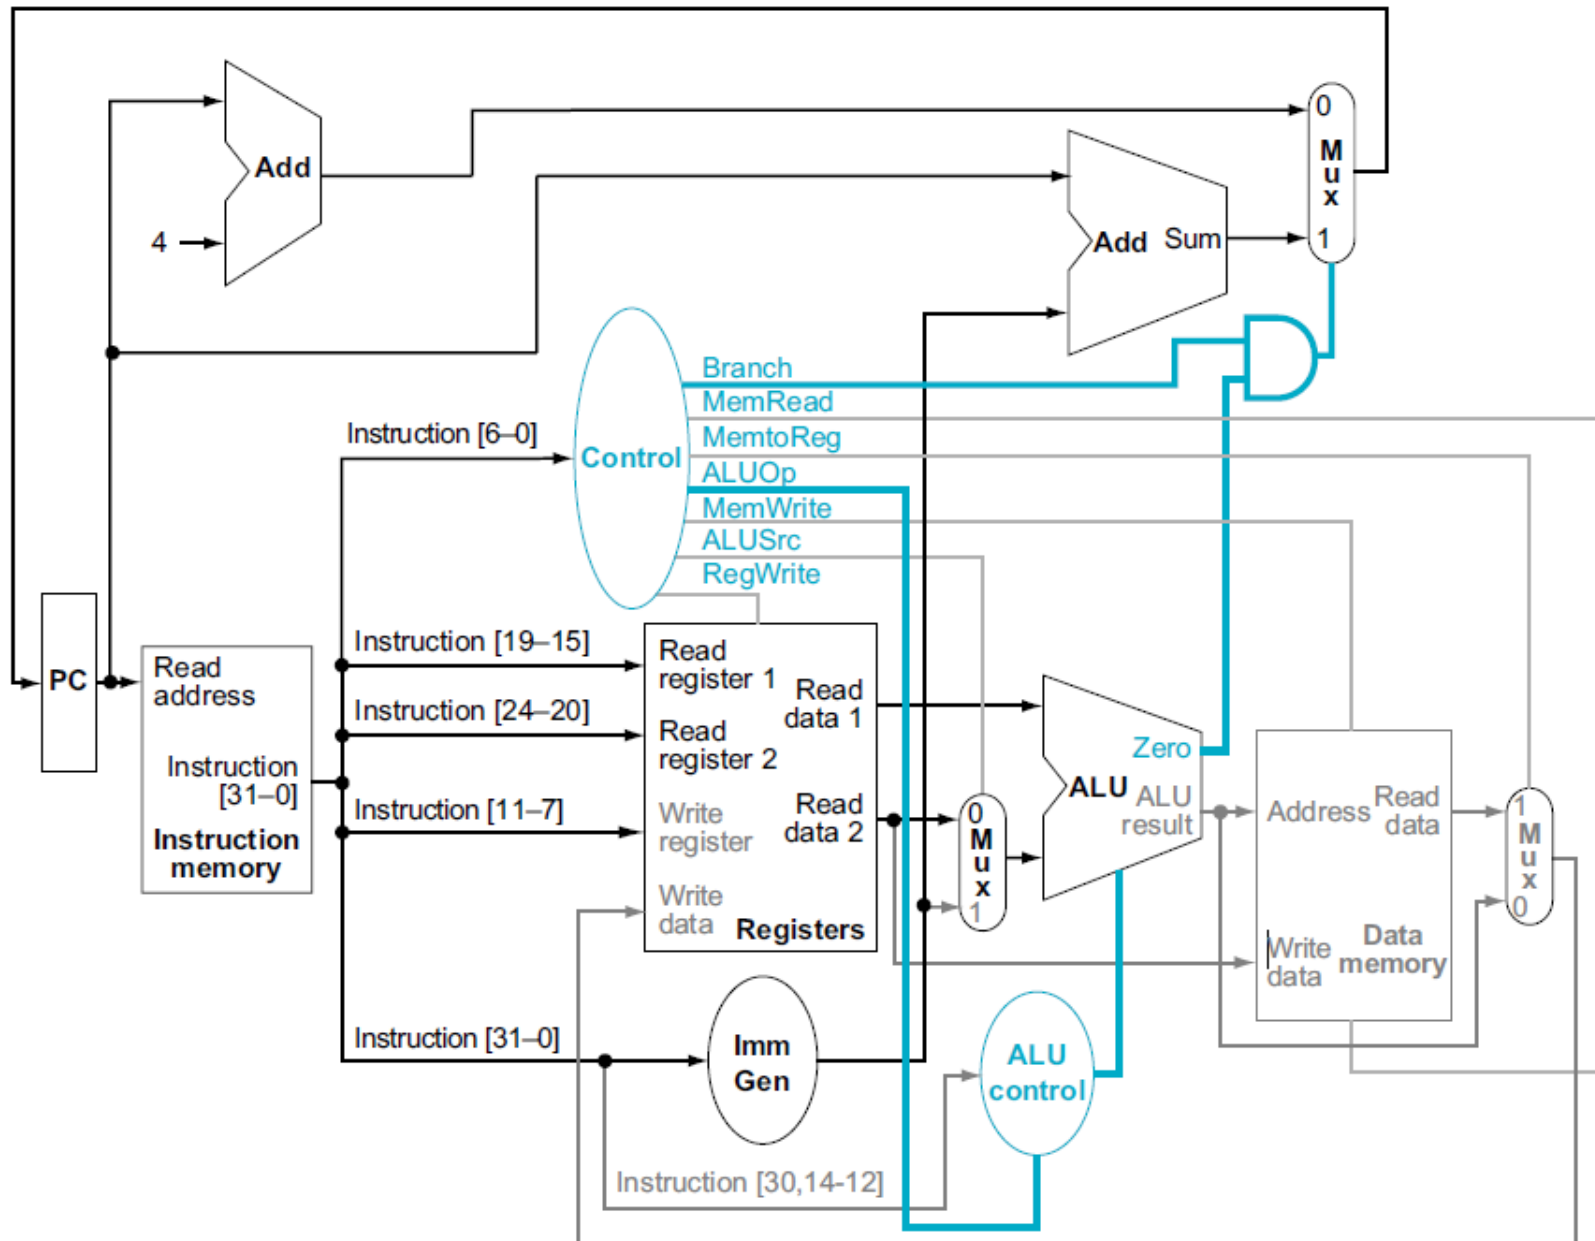 Add
4
0
M
u
x
1
Add Sum
Branch
MemRead
MemtoReg
ALUOp
MemWrite
ALUSrc
RegWrite
Instruction [6–0]
Control
PC
Read
address
Instruction
[31–0]
Instruction
memory
Instruction [19–15]
Instruction [24–20]
Instruction [11–7]
Instruction [31–0]
Read
register 1
Read
data 1
Read
register 2
Write
register
Read
data 2
Write
data
Registers
0
M
u
x
1
Zero
ALU
ALU
result
Address
Read
data
Write
data
Data
memory
1
M
u
x
0
Imm
Gen
ALU
control
Instruction [30,14-12]